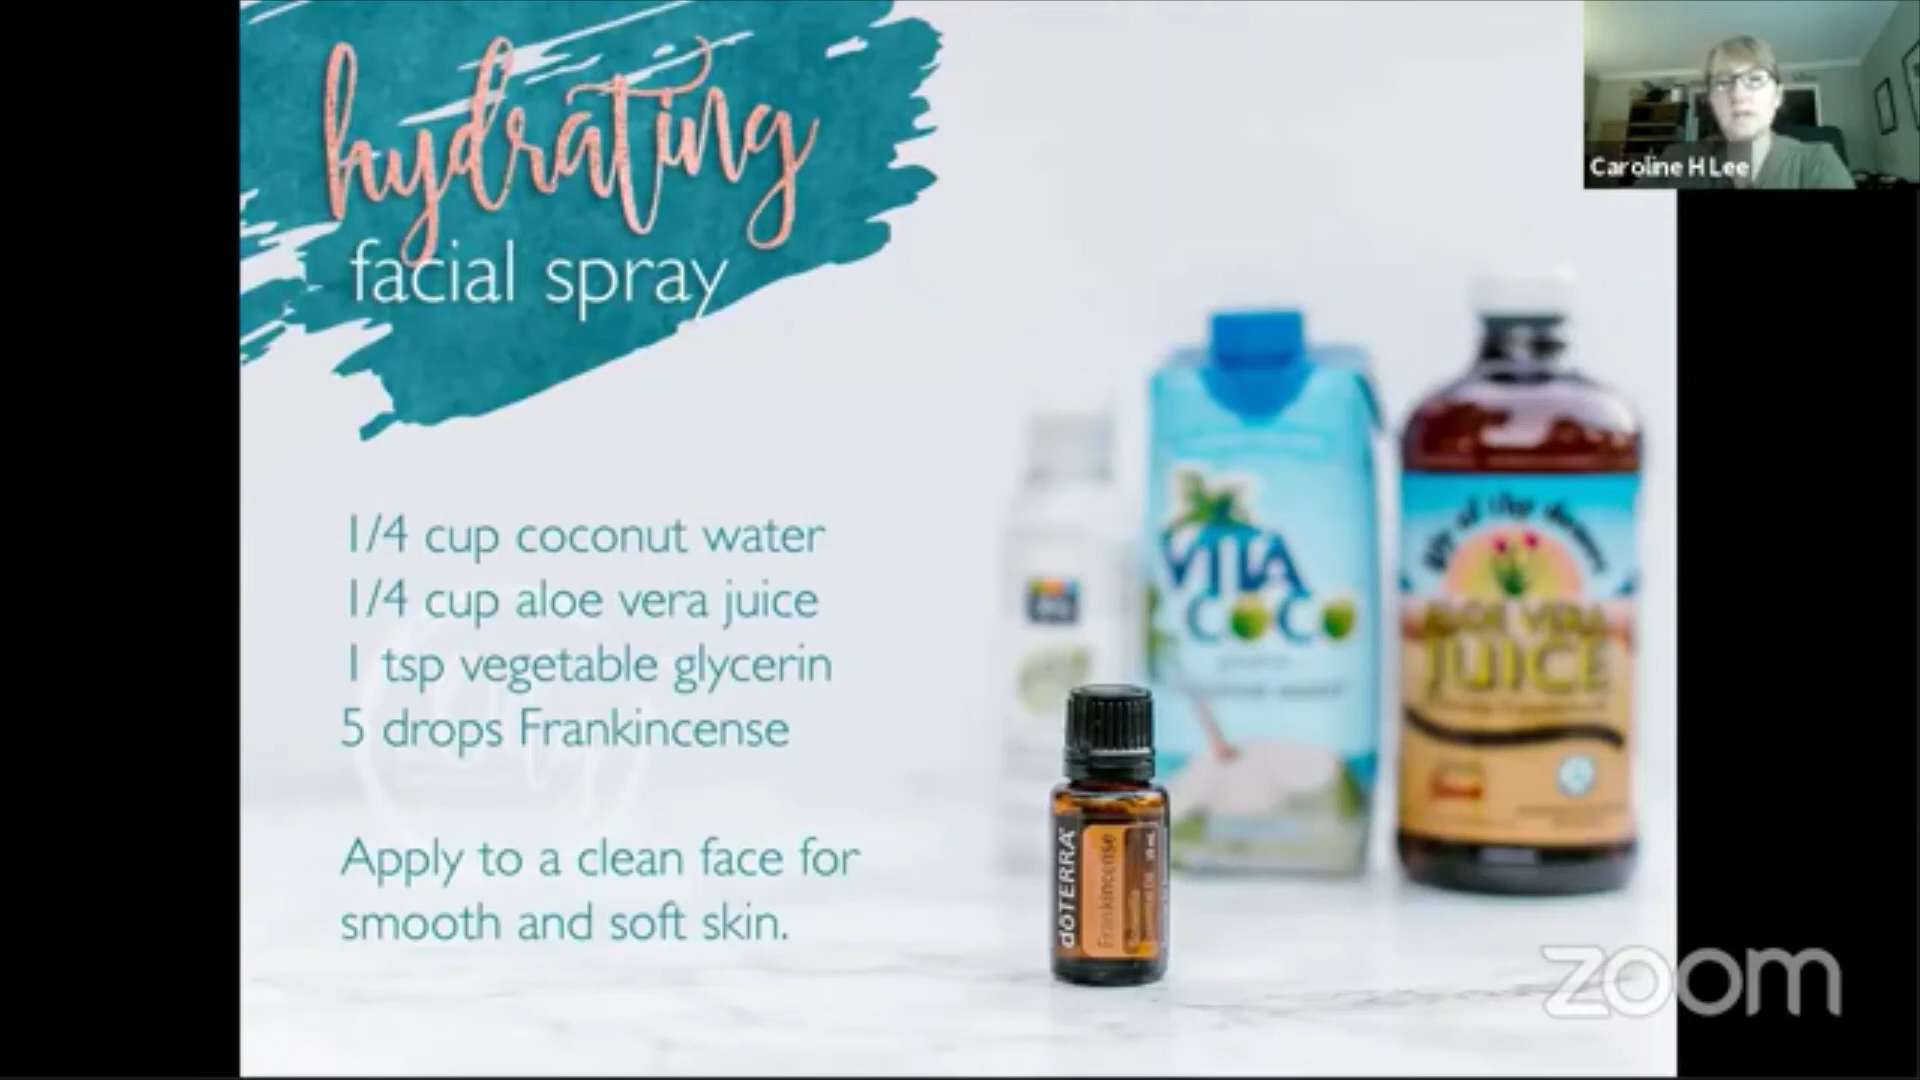 hydrating
facial spray
Caroline H Lee
1/4 cup coconut water
1/4 cup aloe vera juice
1 tsp vegetable glycerin
5 drops Frankincense
Apply to a clean face for
smooth and soft skin.
VITA
COCO
ALOE VERA
JUICE
dōTERRA
Frankincense
zoom